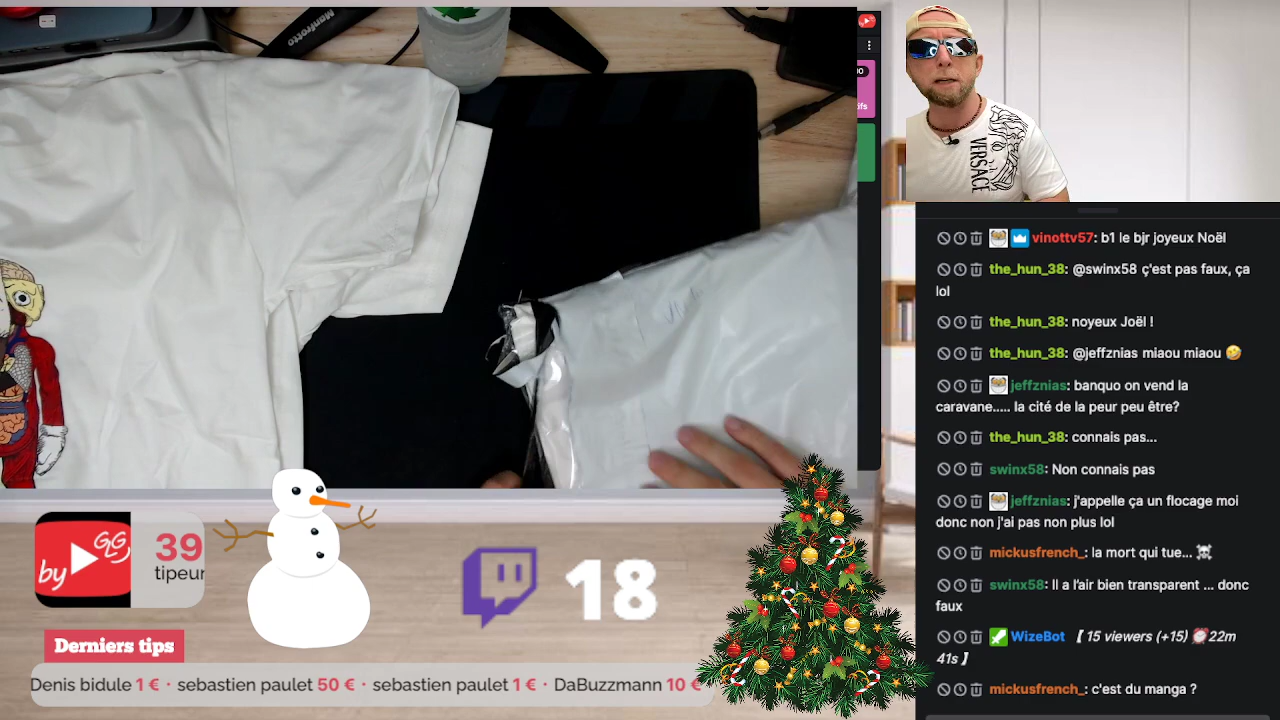 Manfrotto
VERSACE
vinottv57: b1 le bjr joyeux Noël
the_hun_38: @swinx58 ç'est pas faux, ça
lol
the_hun_38: noyeux Joël !
the_hun_38: @jeffznias miaou miaou 🤣
jeffznias: banquo on vend la
caravane..... la cité de la peur peu être?
the_hun_38: connais pas...
swinx58: Non connais pas
jeffznias: j'appelle ça un flocage moi
donc non j'ai pas non plus lol
mickusfrench_: la mort qui tue... ☠️
swinx58: Il a l'air bien transparent ... donc
faux
WizeBot 【 15 viewers (+15) ⏰22m
41s 】
mickusfrench_: c'est du manga ?
by GLG
39
tipeur
18
Derniers tips
Denis bidule 1 € · sebastien paulet 50 € · sebastien paulet 1 € · DaBuzzmann 10 €